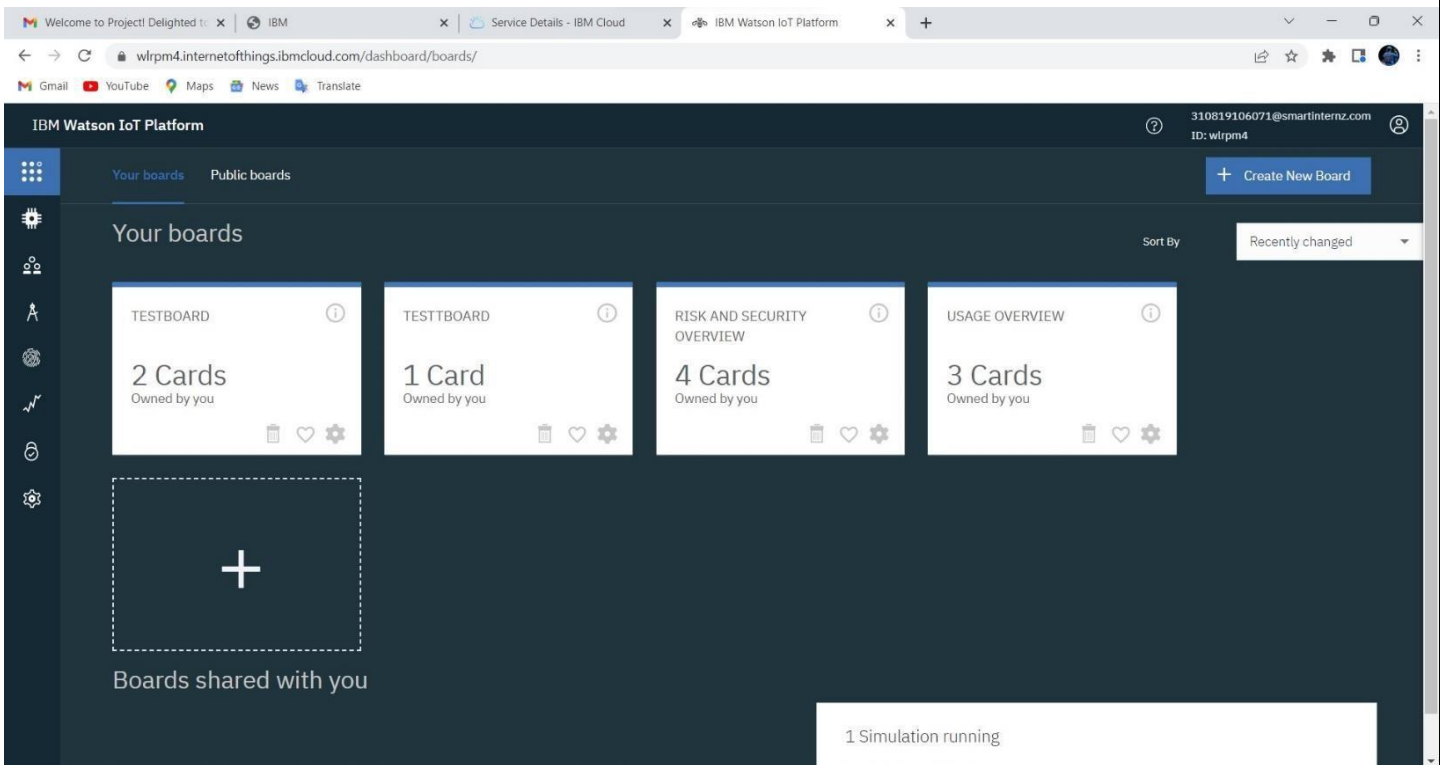 Welcome to Project! Delighted to
IBM
Service Details - IBM Cloud
IBM Watson IoT Platform
wlrpm4.internetofthings.ibmcloud.com/dashboard/boards/
Gmail YouTube Maps News Translate
IBM Watson IoT Platform
310819106071@smartinternz.com
ID: wlrpm4
Your boards Public boards
+ Create New Board
Your boards
Sort By Recently changed
TESTBOARD
2 Cards
Owned by you
TESTTBOARD
1 Card
Owned by you
RISK AND SECURITY
OVERVIEW
4 Cards
Owned by you
USAGE OVERVIEW
3 Cards
Owned by you
Boards shared with you
1 Simulation running